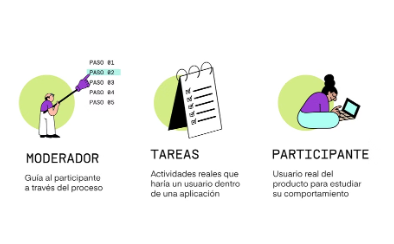 PASO 01
PASO 02
PASO 03
PASO 04
PASO 05
MODERADOR
Guía al participante
a través del proceso
TAREAS
Actividades reales que
haría un usuario dentro
de una aplicación
PARTICIPANTE
Usuario real del
producto para estudiar
su comportamiento